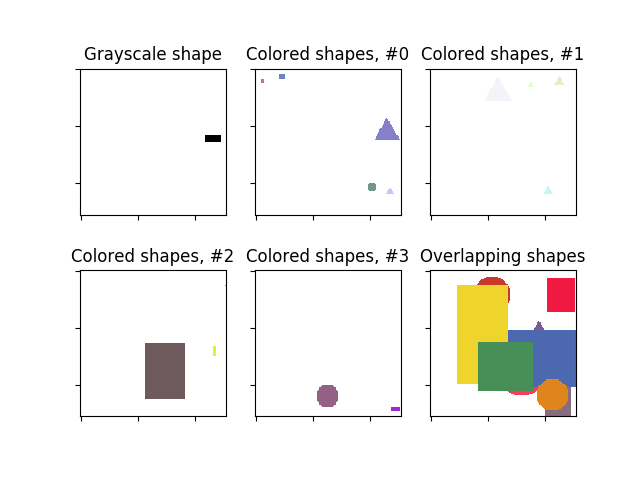 Grayscale shape
Colored shapes, #0
Colored shapes, #1
Colored shapes, #2
Colored shapes, #3
Overlapping shapes